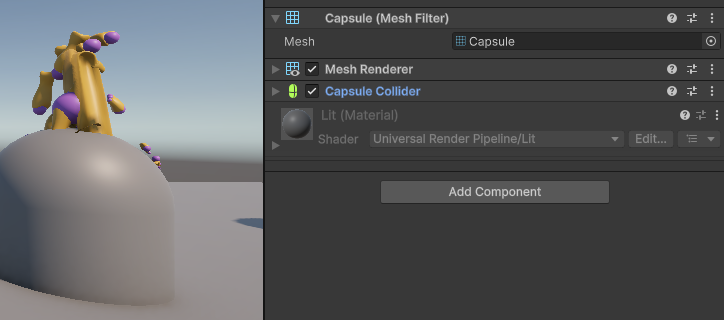 Capsule (Mesh Filter)
Mesh Capsule
Mesh Renderer
Capsule Collider
Lit (Material)
Shader Universal Render Pipeline/Lit Edit...
Add Component